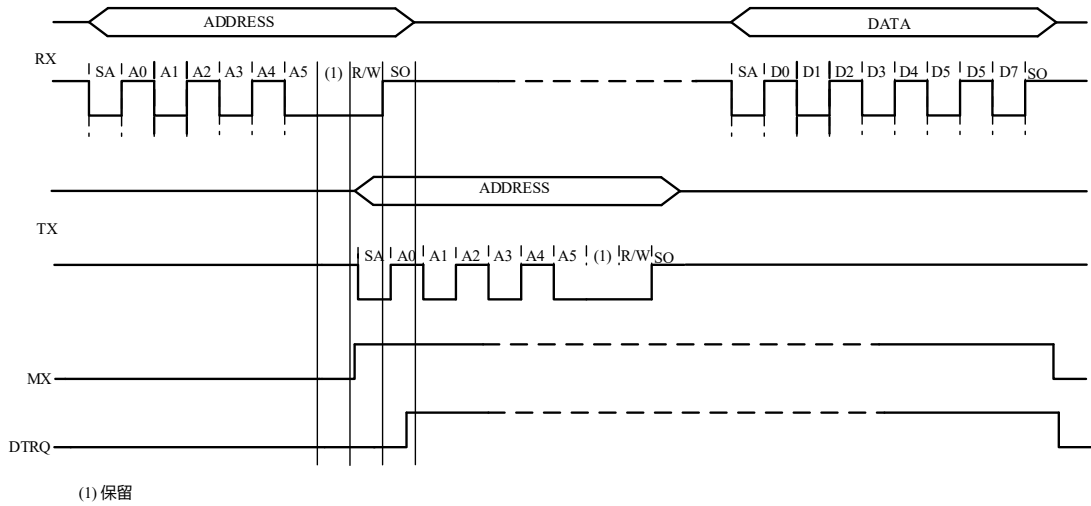 ADDRESS DATA
RX
SA A0 A1 A2 A3 A4 A5 (1) R/W SO SA D0 D1 D2 D3 D4 D5 D5 D7 SO
ADDRESS
TX
SA A0 A1 A2 A3 A4 A5 (1) R/W SO
MX
DTRQ
(1) 保留